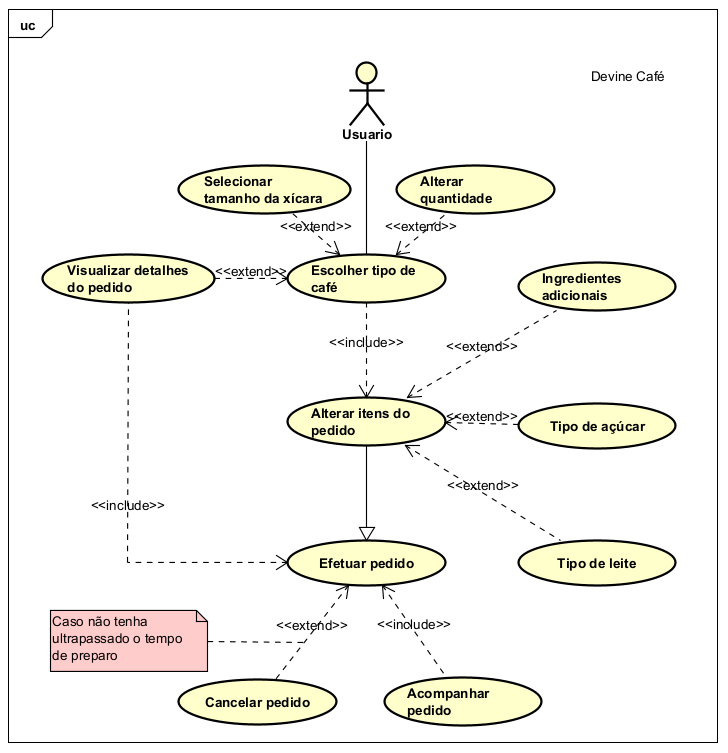 uc
Devine Café
Usuario
Selecionar
tamanho da xícara
Alterar
quantidade
<<extend>>
<<extend>>
Visualizar detalhes
do pedido
<<extend>>
Escolher tipo de
café
Ingredientes
adicionais
<<include>>
<<extend>>
Alterar itens do
pedido
<<extend>>
Tipo de açúcar
<<extend>>
<<include>>
Efetuar pedido
Tipo de leite
Caso não tenha
ultrapassado o tempo
de preparo
<<extend>>
<<include>>
Cancelar pedido
Acompanhar
pedido